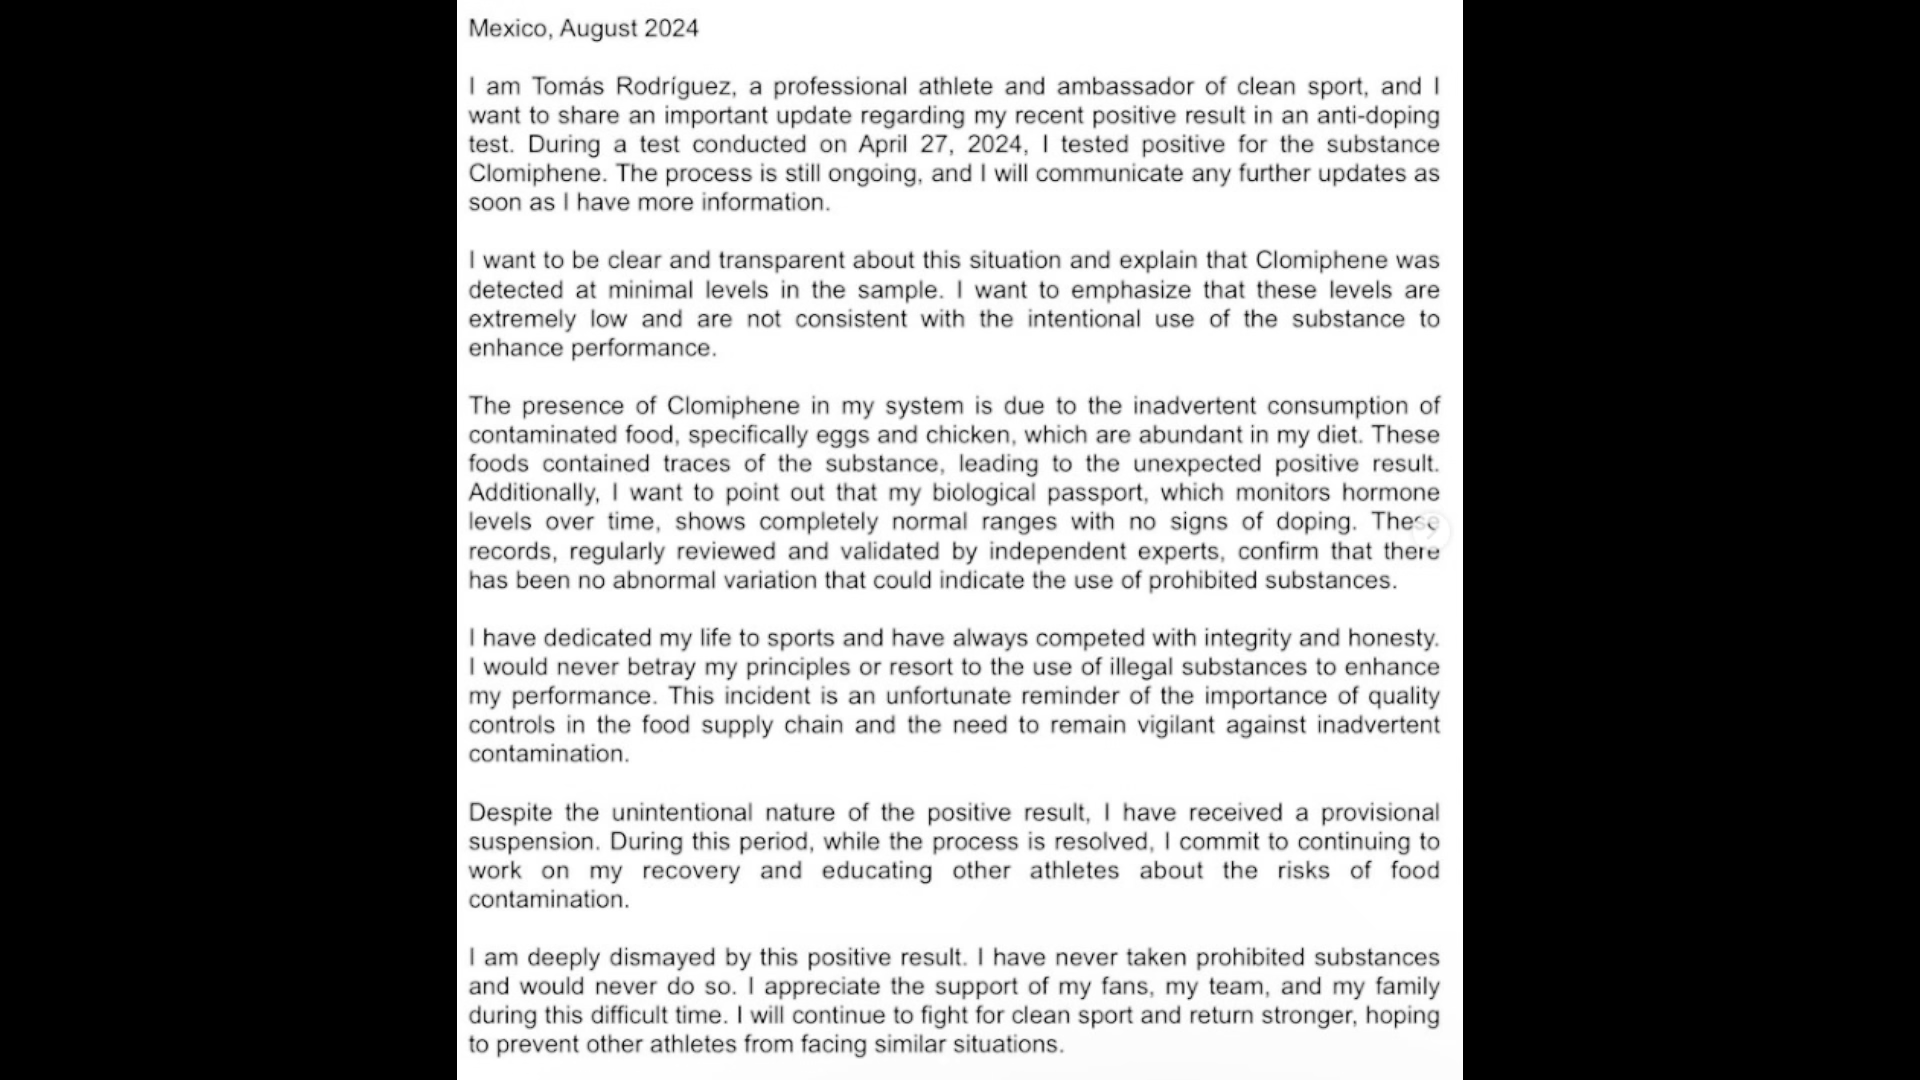 Mexico, August 2024
I am Tomás Rodríguez, a professional athlete and ambassador of clean sport, and I
want to share an important update regarding my recent positive result in an anti-doping
test. During a test conducted on April 27, 2024, I tested positive for the substance
Clomiphene. The process is still ongoing, and I will communicate any further updates as
soon as I have more information.
I want to be clear and transparent about this situation and explain that Clomiphene was
detected at minimal levels in the sample. I want to emphasize that these levels are
extremely low and are not consistent with the intentional use of the substance to
enhance performance.
The presence of Clomiphene in my system is due to the inadvertent consumption of
contaminated food, specifically eggs and chicken, which are abundant in my diet. These
foods contained traces of the substance, leading to the unexpected positive result.
Additionally, I want to point out that my biological passport, which monitors hormone
levels over time, shows completely normal ranges with no signs of doping. These
records, regularly reviewed and validated by independent experts, confirm that there
has been no abnormal variation that could indicate the use of prohibited substances.
I have dedicated my life to sports and have always competed with integrity and honesty.
I would never betray my principles or resort to the use of illegal substances to enhance
my performance. This incident is an unfortunate reminder of the importance of quality
controls in the food supply chain and the need to remain vigilant against inadvertent
contamination.
Despite the unintentional nature of the positive result, I have received a provisional
suspension. During this period, while the process is resolved, I commit to continuing to
work on my recovery and educating other athletes about the risks of food
contamination.
I am deeply dismayed by this positive result. I have never taken prohibited substances
and would never do so. I appreciate the support of my fans, my team, and my family
during this difficult time. I will continue to fight for clean sport and return stronger, hoping
to prevent other athletes from facing similar situations.